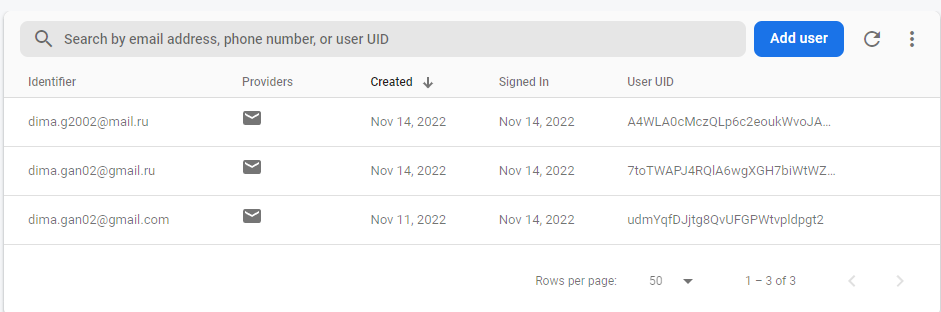 Search by email address, phone number, or user UID Add user
Identifier Providers Created Signed In User UID
dima.g2002@mail.ru Nov 14, 2022 Nov 14, 2022 A4WLA0cMczQLp6c2eoukWvoJA...
dima.gan02@gmail.ru Nov 14, 2022 Nov 14, 2022 7toTWAPJ4RQlA6wgXGH7biWtWZ...
dima.gan02@gmail.com Nov 11, 2022 Nov 14, 2022 udmYqfDJjtg8QvUFGPWtvpldpgt2
Rows per page: 50 1 – 3 of 3